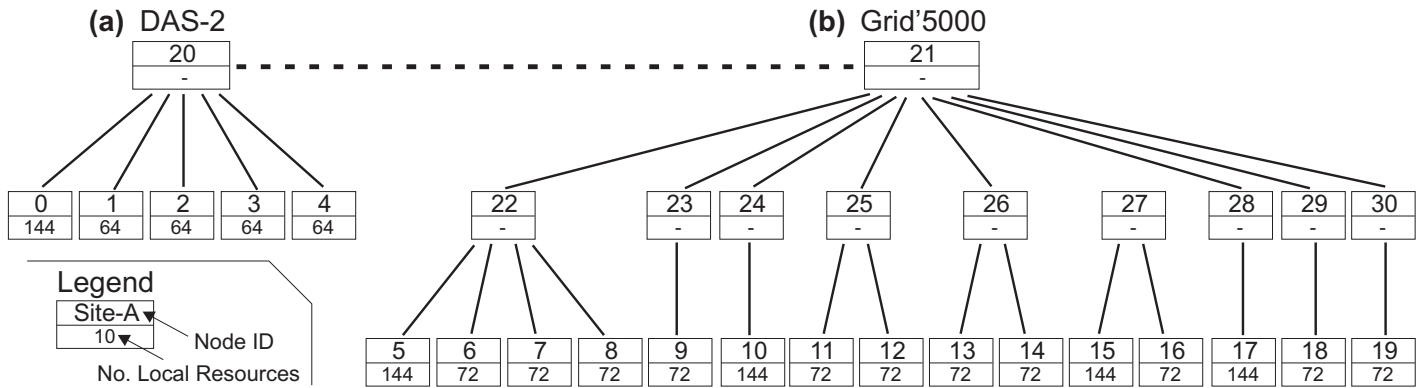 (a) DAS-2
(b) Grid’5000
20
-
21
-
0 1 2 3 4
144 64 64 64 64
22 23 24 25 26 27 28 29 30
- - - - - - - - -
Legend
Site-A
10
Node ID
No. Local Resources
5 6 7 8 9 10 11 12 13 14 15 16 17 18 19
144 72 72 72 72 144 72 72 72 72 144 72 144 72 72